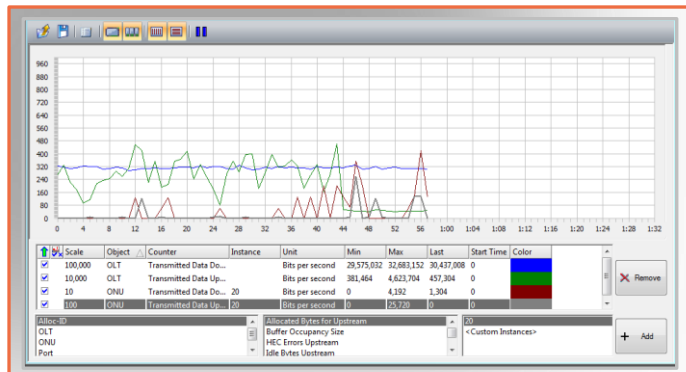 960
880
800
720
640
560
480
400
320
240
160
80
0
0 4 8 12 16 20 24 28 32 36 40 44 48 52 56 1:00 1:04 1:08 1:12 1:16 1:20 1:24 1:28 1:32
Scale Object Counter Instance Unit Min Max Last Start Time Color
100,000 OLT Transmitted Data Do... Bits per second 29,575,032 32,683,152 30,437,008 0
10,000 OLT Transmitted Data Up... Bits per second 381,464 4,623,704 457,304 0
10 ONU Transmitted Data Do... 20 Bits per second 0 4,192 1,304 0
100 ONU Transmitted Data Up... 20 Bits per second 0 25,720 0 0
Remove
Alloc-ID Allocated Bytes for Upstream 20
OLT Buffer Occupancy Size <Custom Instances>
ONU HEC Errors Upstream
Port Idle Bytes Upstream
+ Add